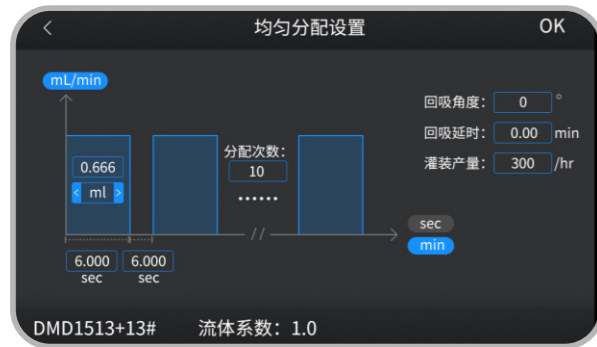 < 均匀分配设置 OK
mL/min
回吸角度: 0 °
回吸延时: 0.00 min
灌装产量: 300 /hr
分配次数:
10
......
0.666
< ml >
//
sec
min
6.000 6.000
sec sec
DMD1513+13# 流体系数: 1.0